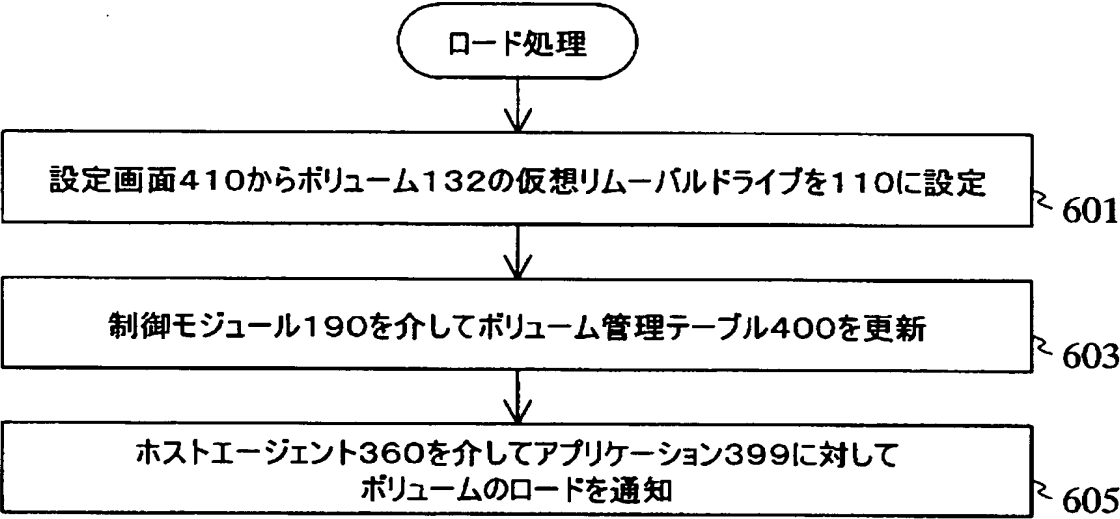 ロード処理
設定画面410からボリューム132の仮想リムーバルドライブを110に設定
601
制御モジュール190を介してボリューム管理テーブル400を更新
603
ホストエージェント360を介してアプリケーション399に対して
ボリュームのロードを通知
605